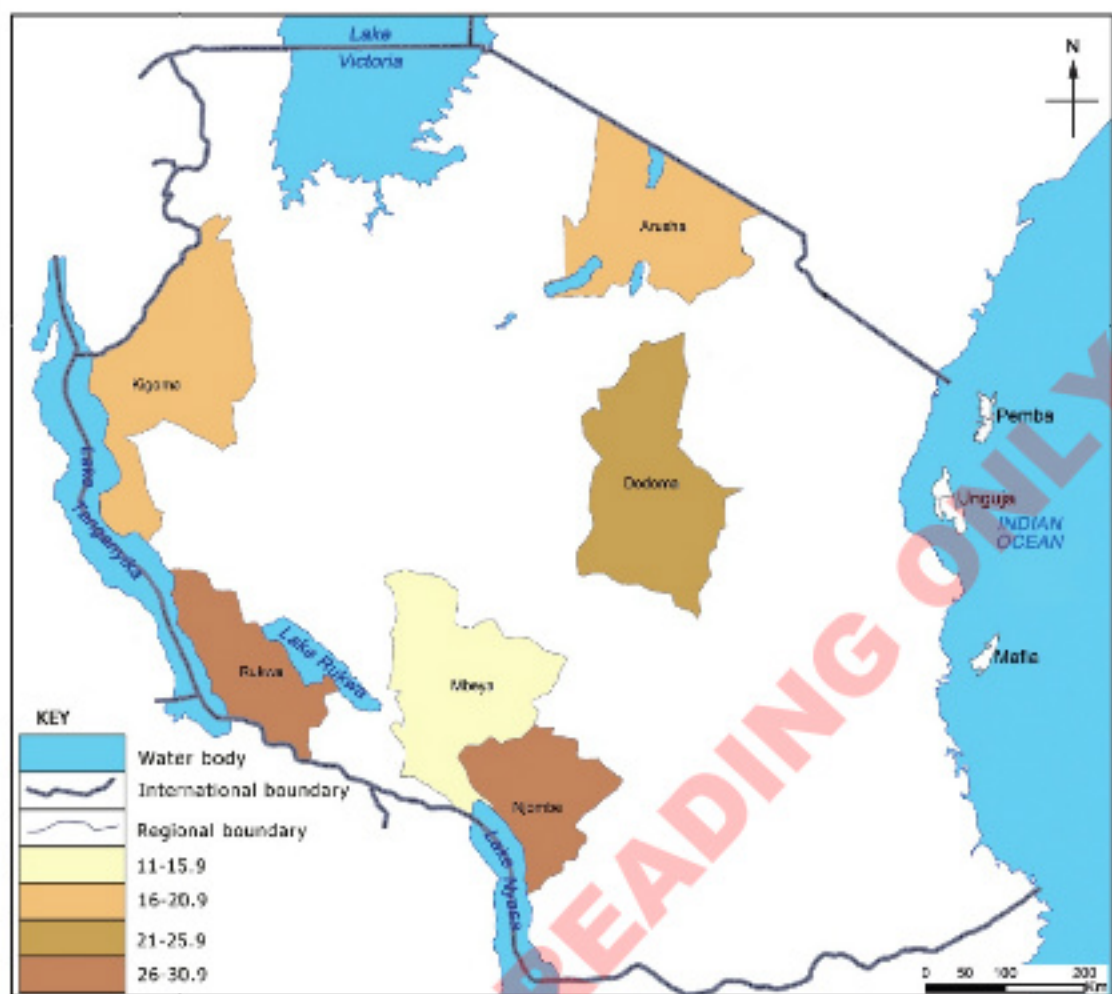 Lake
Victoria
N
Arusha
Kigoma
Pemba
Dodoma
Unguja
INDIAN
OCEAN
Lake Tanganyika
Lake Rukwa
Rukwa
Mbeya
Mafia
Njombe
Lake Nyasa
KEY
Water body
International boundary
Regional boundary
11-15.9
16-20.9
21-25.9
26-30.9
0 50 100 200
Km
READING ONLY